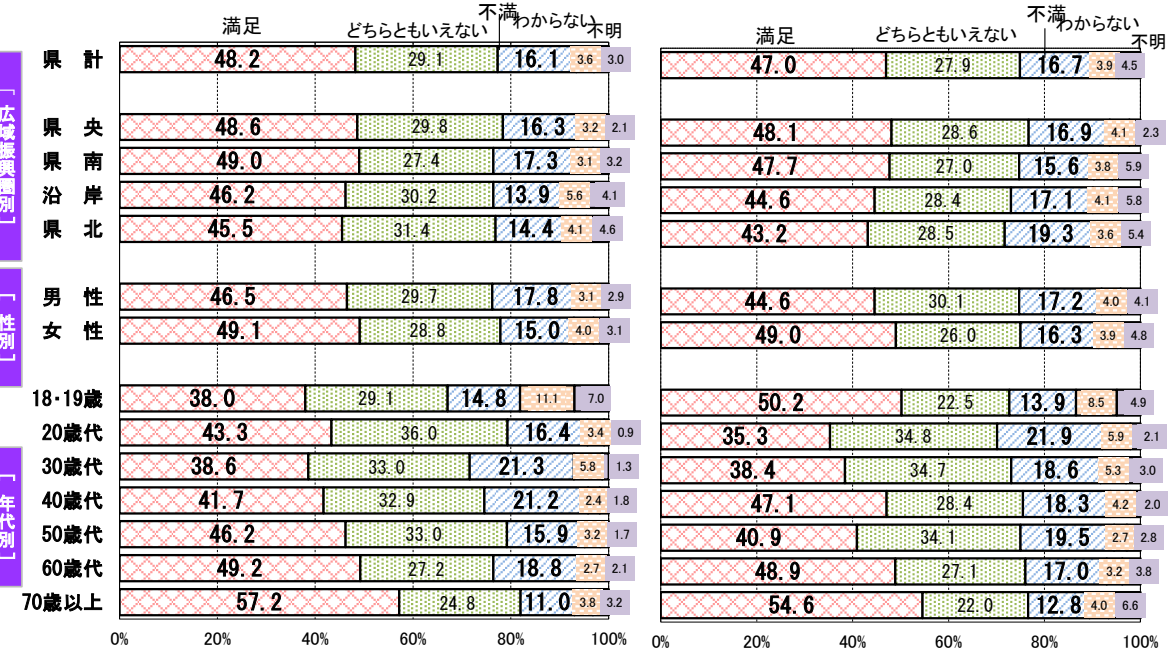 満足 どちらともいえない 不満 わからない 不明 満足 どちらともいえない 不満 わからない 不明
県 計 48.2 29.1 16.1 3.6 3.0 47.0 27.9 16.7 3.9 4.5
[ 広域振興圏別 ]
県 央 48.6 29.8 16.3 3.2 2.1 48.1 28.6 16.9 4.1 2.3
県 南 49.0 27.4 17.3 3.1 3.2 47.7 27.0 15.6 3.8 5.9
沿 岸 46.2 30.2 13.9 5.6 4.1 44.6 28.4 17.1 4.1 5.8
県 北 45.5 31.4 14.4 4.1 4.6 43.2 28.5 19.3 3.6 5.4
[ 性別 ]
男 性 46.5 29.7 17.8 3.1 2.9 44.6 30.1 17.2 4.0 4.1
女 性 49.1 28.8 15.0 4.0 3.1 49.0 26.0 16.3 3.9 4.8
18・19歳 38.0 29.1 14.8 11.1 7.0 50.2 22.5 13.9 8.5 4.9
20歳代 43.3 36.0 16.4 3.4 0.9 35.3 34.8 21.9 5.9 2.1
[ 年代別 ]
30歳代 38.6 33.0 21.3 5.8 1.3 38.4 34.7 18.6 5.3 3.0
40歳代 41.7 32.9 21.2 2.4 1.8 47.1 28.4 18.3 4.2 2.0
50歳代 46.2 33.0 15.9 3.2 1.7 40.9 34.1 19.5 2.7 2.8
60歳代 49.2 27.2 18.8 2.7 2.1 48.9 27.1 17.0 3.2 3.8
70歳以上 57.2 24.8 11.0 3.8 3.2 54.6 22.0 12.8 4.0 6.6
0% 20% 40% 60% 80% 100% 0% 20% 40% 60% 80% 100%